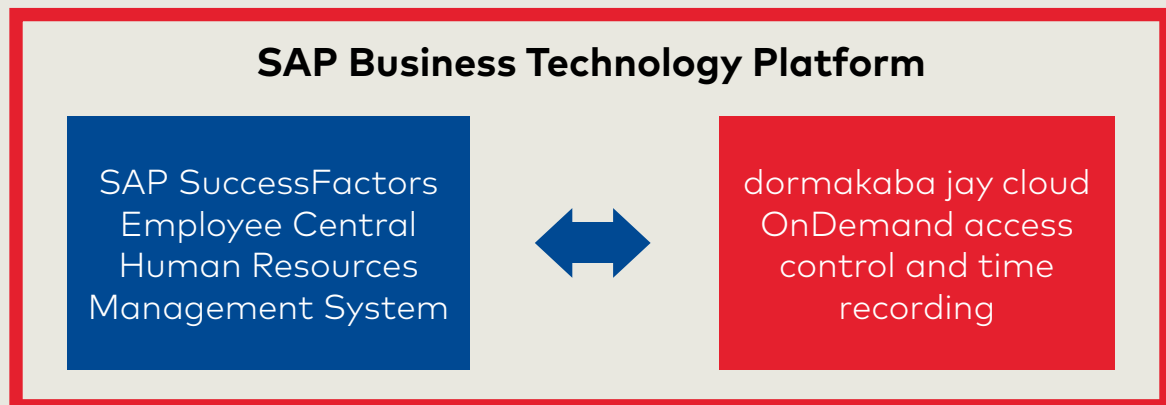 SAP Business Technology Platform
SAP SuccessFactors
Employee Central
Human Resources
Management System
dormakaba jay cloud
OnDemand access
control and time
recording